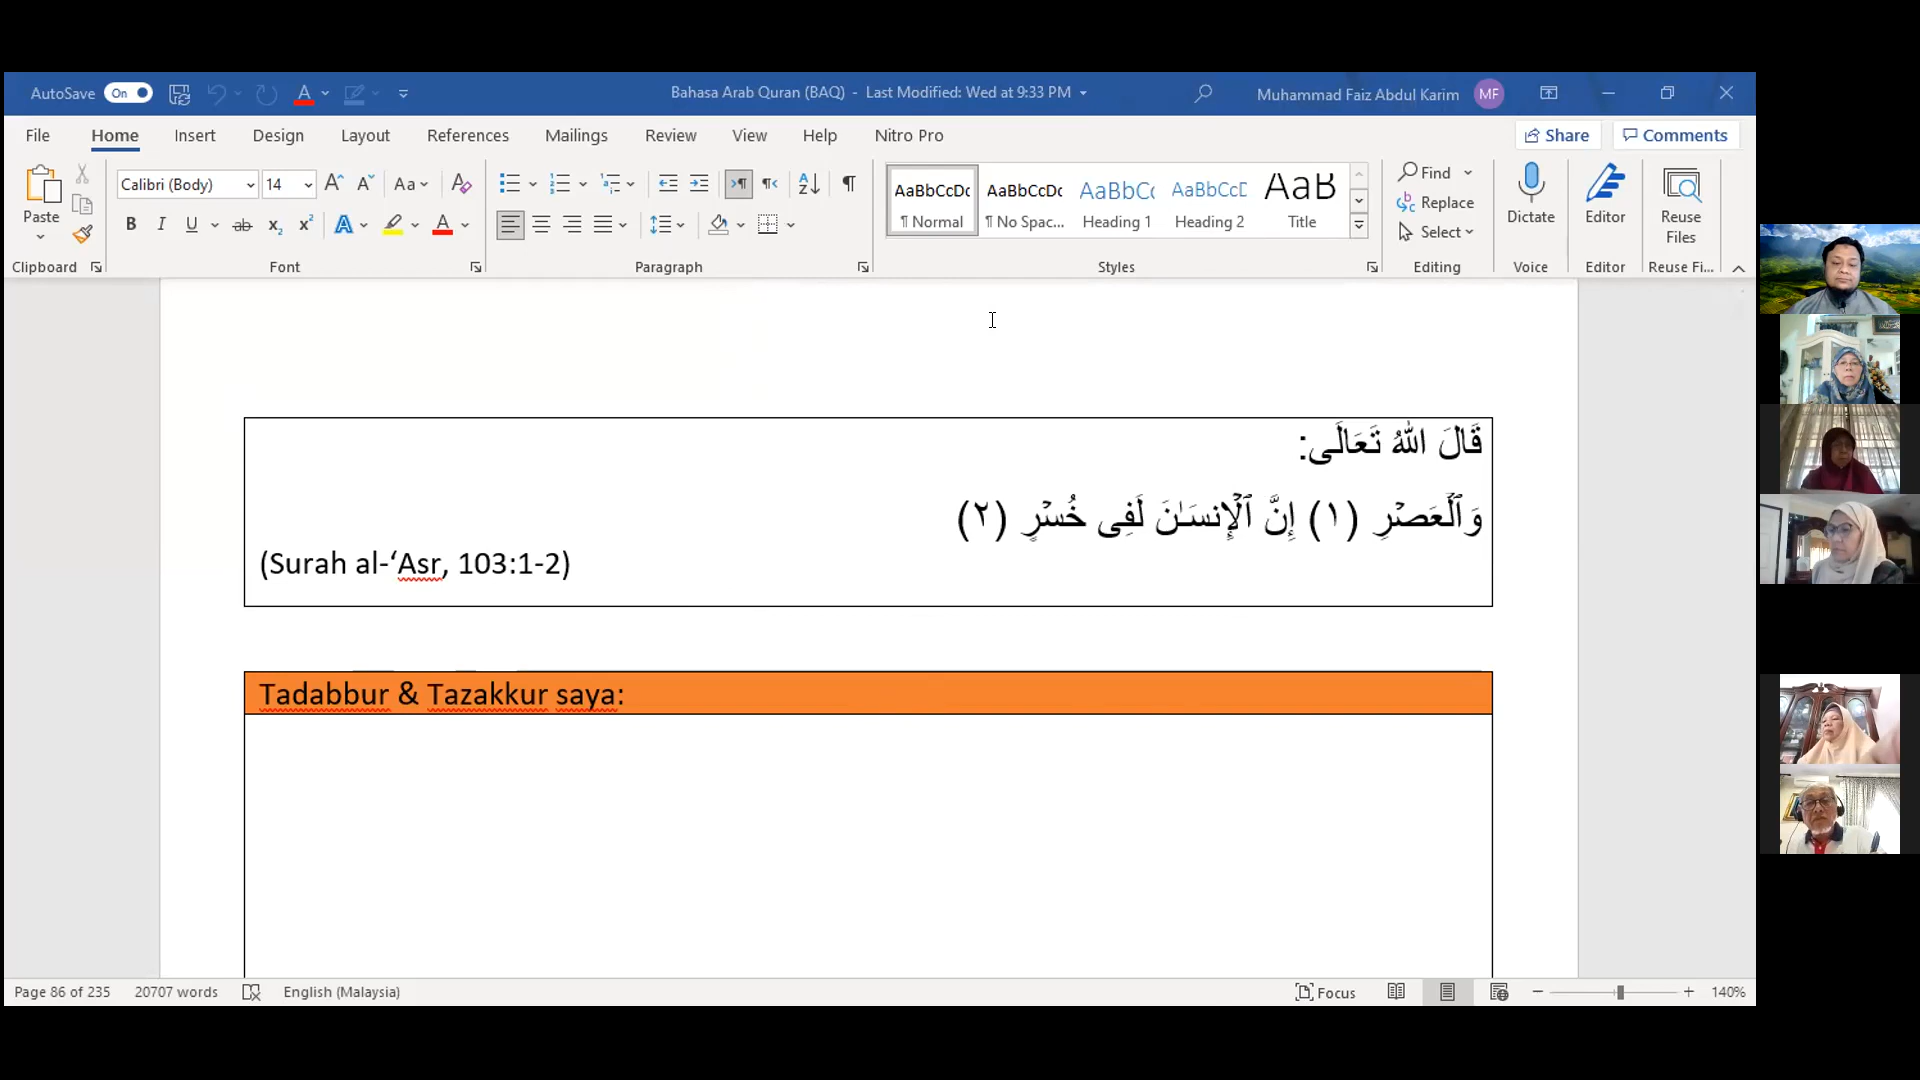 AutoSave On
Bahasa Arab Quran (BAQ) - Last Modified: Wed at 9:33 PM
Muhammad Faiz Abdul Karim MF
File Home Insert Design Layout References Mailings Review View Help Nitro Pro
Share Comments
Paste
Clipboard
Calibri (Body) 14
Font
Paragraph
AaBbCcDc AaBbCcDc AaBbCc AaBbCcD AaB
¶ Normal ¶ No Spac... Heading 1 Heading 2 Title
Styles
Find
Replace
Select
Editing
Dictate
Voice
Editor
Editor
Reuse Files
Reuse Fi...
قَالَ اللهُ تَعَالَى:
وَٱلْعَصْرِ (١) إِنَّ ٱلْإِنسَـٰنَ لَفِى خُسْرٍ (٢)
(Surah al-‘Asr, 103:1-2)
Tadabbur & Tazakkur saya:
Page 86 of 235 20707 words English (Malaysia)
Focus
140%